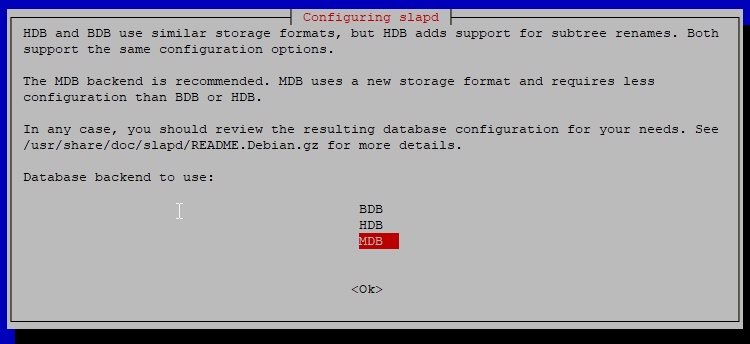 Configuring slapd
HDB and BDB use similar storage formats, but HDB adds support for subtree renames. Both
support the same configuration options.
The MDB backend is recommended. MDB uses a new storage format and requires less
configuration than BDB or HDB.
In any case, you should review the resulting database configuration for your needs. See
/usr/share/doc/slapd/README.Debian.gz for more details.
Database backend to use:
BDB
HDB
MDB
<Ok>